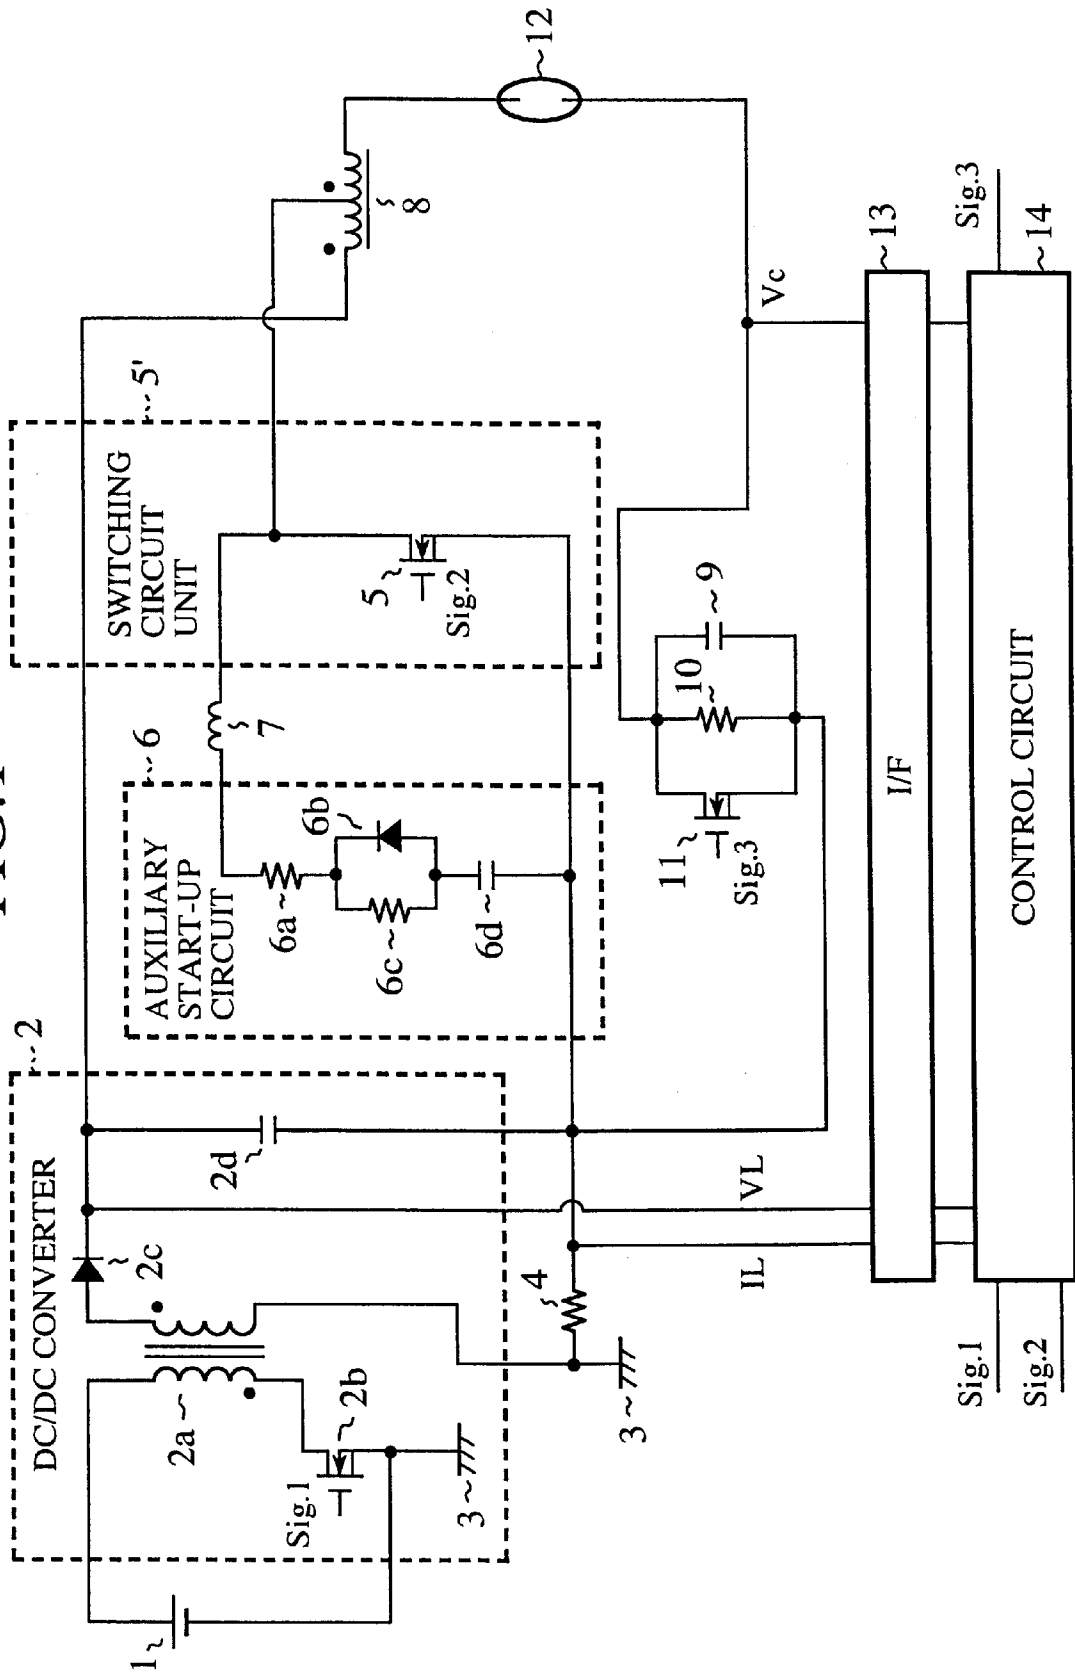 DC/DC CONVERTER
2
1
2a
2b
Sig.1
3
2c
2d
3
4
IL
VL
AUXILIARY
START-UP
CIRCUIT
6
6a
6b
6c
6d
7
SWITCHING
CIRCUIT
UNIT
5'
5
Sig.2
8
12
11
Sig.3
10
9
Vc
I/F
13
CONTROL CIRCUIT
14
Sig.1
Sig.2
Sig.3